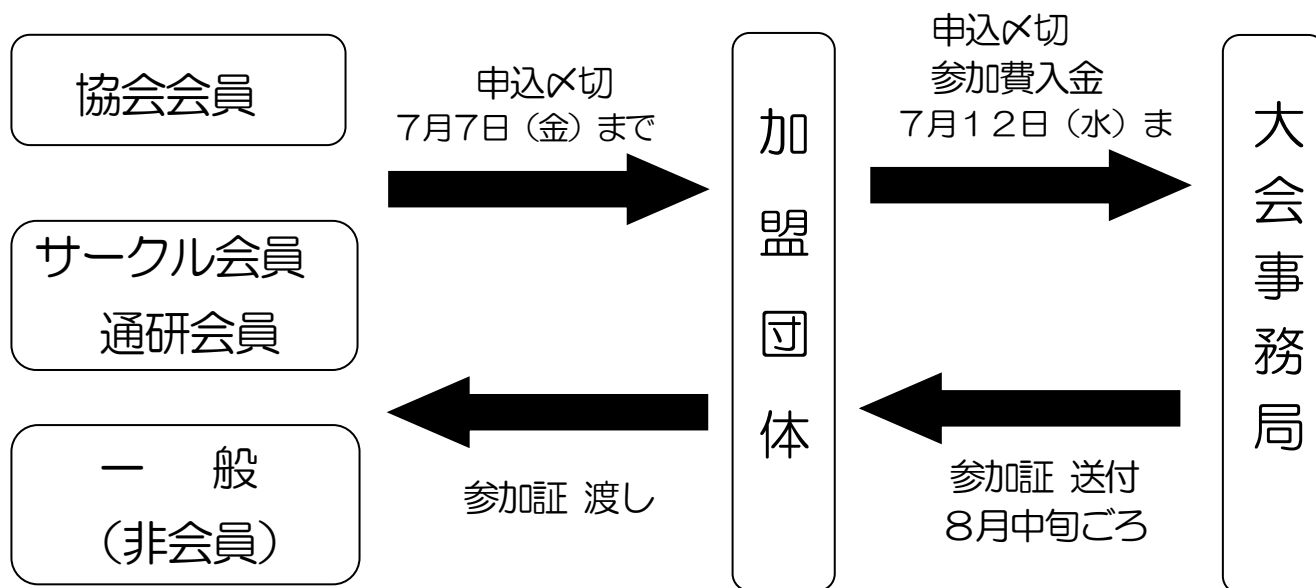 協会会員
サークル会員
通研会員
一　般
（非会員）
申込〆切
７月７日（金）まで
参加証 渡し
加盟団体
申込〆切
参加費入金
７月１２日（水）ま
参加証 送付
８月中旬ごろ
大会事務局